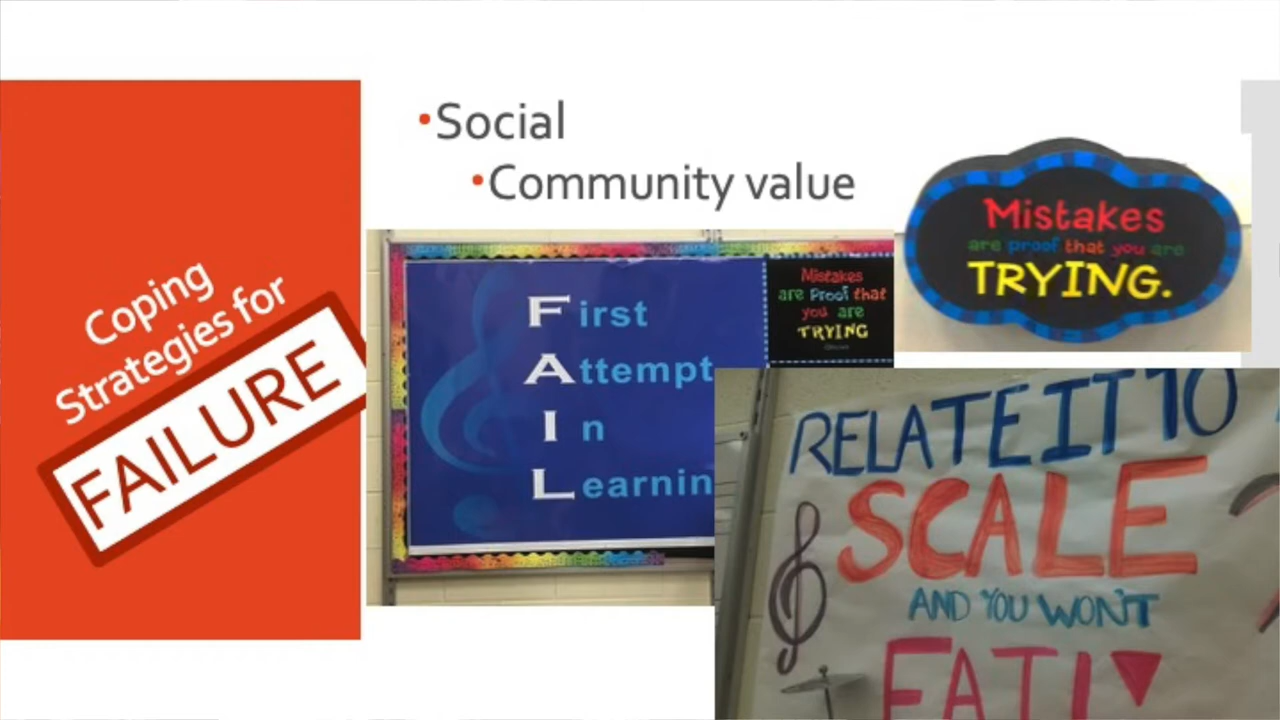 Coping
Strategies for
FAILURE
•Social
•Community value
First
Attempt
In
Learnin
Mistakes
are Proof that
you are
TRYING
Mistakes
are proof that you are
TRYING.
RELATE IT TO
SCALE
AND YOU WON'T
FAIL